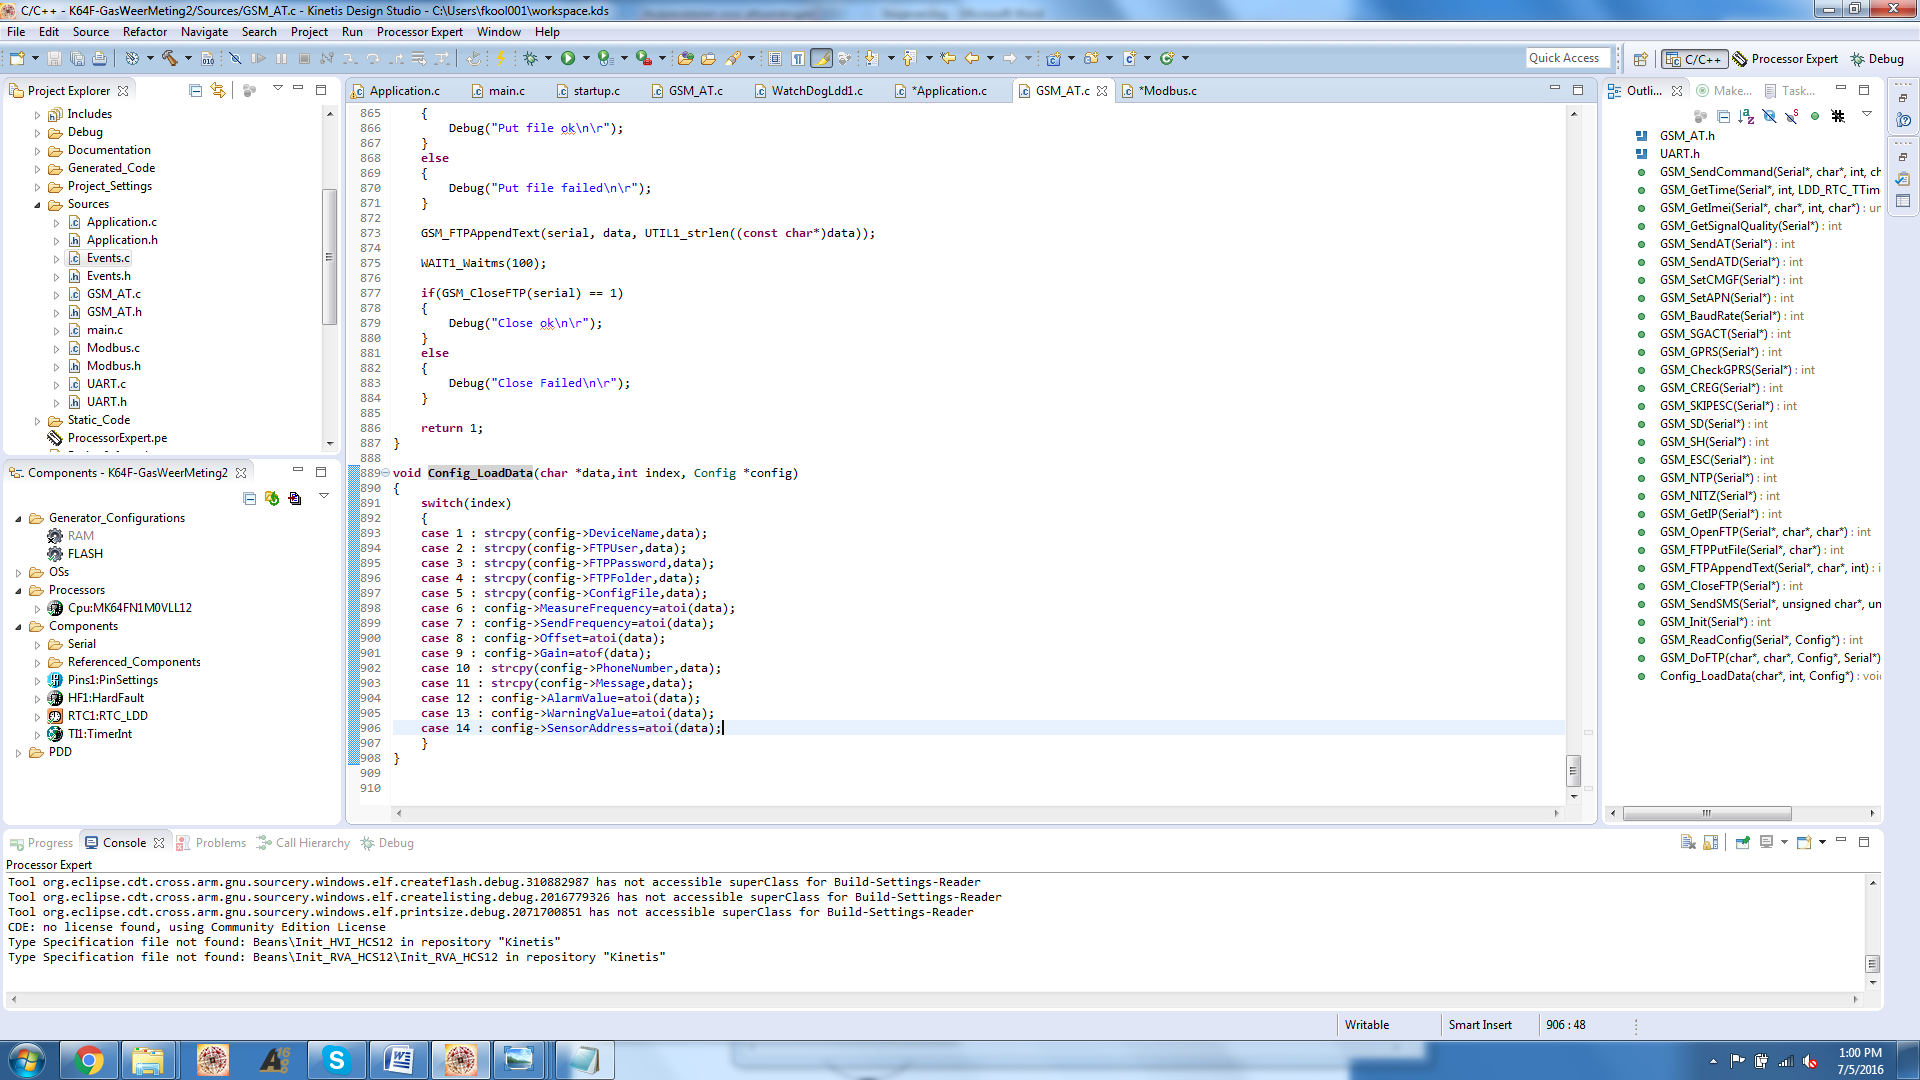 C/C++ - K64F-GasWeerMeting2/Sources/GSM_AT.c - Kinetis Design Studio - C:\Users\fkool001\workspace.kds
File Edit Source Refactor Navigate Search Project Run Processor Expert Window Help
Quick Access
C/C++
Processor Expert
Debug
Project Explorer
Includes
Debug
Documentation
Generated_Code
Project_Settings
Sources
Application.c
Application.h
Events.c
Events.h
GSM_AT.c
GSM_AT.h
main.c
Modbus.c
Modbus.h
UART.c
UART.h
Static_Code
ProcessorExpert.pe
Components - K64F-GasWeerMeting2
Generator_Configurations
RAM
FLASH
OSs
Processors
Cpu:MK64FN1M0VLL12
Components
Serial
Referenced_Components
Pins1:PinSettings
HF1:HardFault
RTC1:RTC_LDD
TI1:TimerInt
PDD
Application.c main.c startup.c GSM_AT.c WatchDogLdd1.c *Application.c GSM_AT.c *Modbus.c
865 {
866 Debug("Put file ok\n\r");
867 }
868 else
869 {
870 Debug("Put file failed\n\r");
871 }
872
873 GSM_FTPAppendText(serial, data, UTIL1_strlen((const char*)data));
874
875 WAIT1_Waitms(100);
876
877 if(GSM_CloseFTP(serial) == 1)
878 {
879 Debug("Close ok\n\r");
880 }
881 else
882 {
883 Debug("Close Failed\n\r");
884 }
885
886 return 1;
887 }
888
889 void Config_LoadData(char *data,int index, Config *config)
890 {
891 switch(index)
892 {
893 case 1 : strcpy(config->DeviceName,data);
894 case 2 : strcpy(config->FTPUser,data);
895 case 3 : strcpy(config->FTPPassword,data);
896 case 4 : strcpy(config->FTPFolder,data);
897 case 5 : strcpy(config->ConfigFile,data);
898 case 6 : config->MeasureFrequency=atoi(data);
899 case 7 : config->SendFrequency=atoi(data);
900 case 8 : config->Offset=atoi(data);
901 case 9 : config->Gain=atof(data);
902 case 10 : strcpy(config->PhoneNumber,data);
903 case 11 : strcpy(config->Message,data);
904 case 12 : config->AlarmValue=atoi(data);
905 case 13 : config->WarningValue=atoi(data);
906 case 14 : config->SensorAddress=atoi(data);
907 }
908 }
909
910
Outli... Make... Task...
GSM_AT.h
UART.h
GSM_SendCommand(Serial*, char*, int, ch
GSM_GetTime(Serial*, int, LDD_RTC_TTim
GSM_GetImei(Serial*, char*, int, char*) : ur
GSM_GetSignalQuality(Serial*) : int
GSM_SendAT(Serial*) : int
GSM_SendATD(Serial*) : int
GSM_SetCMGF(Serial*) : int
GSM_SetAPN(Serial*) : int
GSM_BaudRate(Serial*) : int
GSM_SGACT(Serial*) : int
GSM_GPRS(Serial*) : int
GSM_CheckGPRS(Serial*) : int
GSM_CREG(Serial*) : int
GSM_SKIPESC(Serial*) : int
GSM_SD(Serial*) : int
GSM_SH(Serial*) : int
GSM_ESC(Serial*) : int
GSM_NTP(Serial*) : int
GSM_NITZ(Serial*) : int
GSM_GetIP(Serial*) : int
GSM_OpenFTP(Serial*, char*, char*) : int
GSM_FTPPutFile(Serial*, char*) : int
GSM_FTPAppendText(Serial*, char*, int) : i
GSM_CloseFTP(Serial*) : int
GSM_SendSMS(Serial*, unsigned char*, un
GSM_Init(Serial*) : int
GSM_ReadConfig(Serial*, Config*) : int
GSM_DoFTP(char*, char*, Config*, Serial*)
Config_LoadData(char*, int, Config*) : voi
Progress Console Problems Call Hierarchy Debug
Processor Expert
Tool org.eclipse.cdt.cross.arm.gnu.sourcery.windows.elf.createflash.debug.310882987 has not accessible superClass for Build-Settings-Reader
Tool org.eclipse.cdt.cross.arm.gnu.sourcery.windows.elf.createlisting.debug.2016779326 has not accessible superClass for Build-Settings-Reader
Tool org.eclipse.cdt.cross.arm.gnu.sourcery.windows.elf.printsize.debug.2071700851 has not accessible superClass for Build-Settings-Reader
CDE: no license found, using Community Edition License
Type Specification file not found: Beans\Init_HVI_HCS12 in repository "Kinetis"
Type Specification file not found: Beans\Init_RVA_HCS12\Init_RVA_HCS12 in repository "Kinetis"
Writable Smart Insert 906 : 48
1:00 PM
7/5/2016